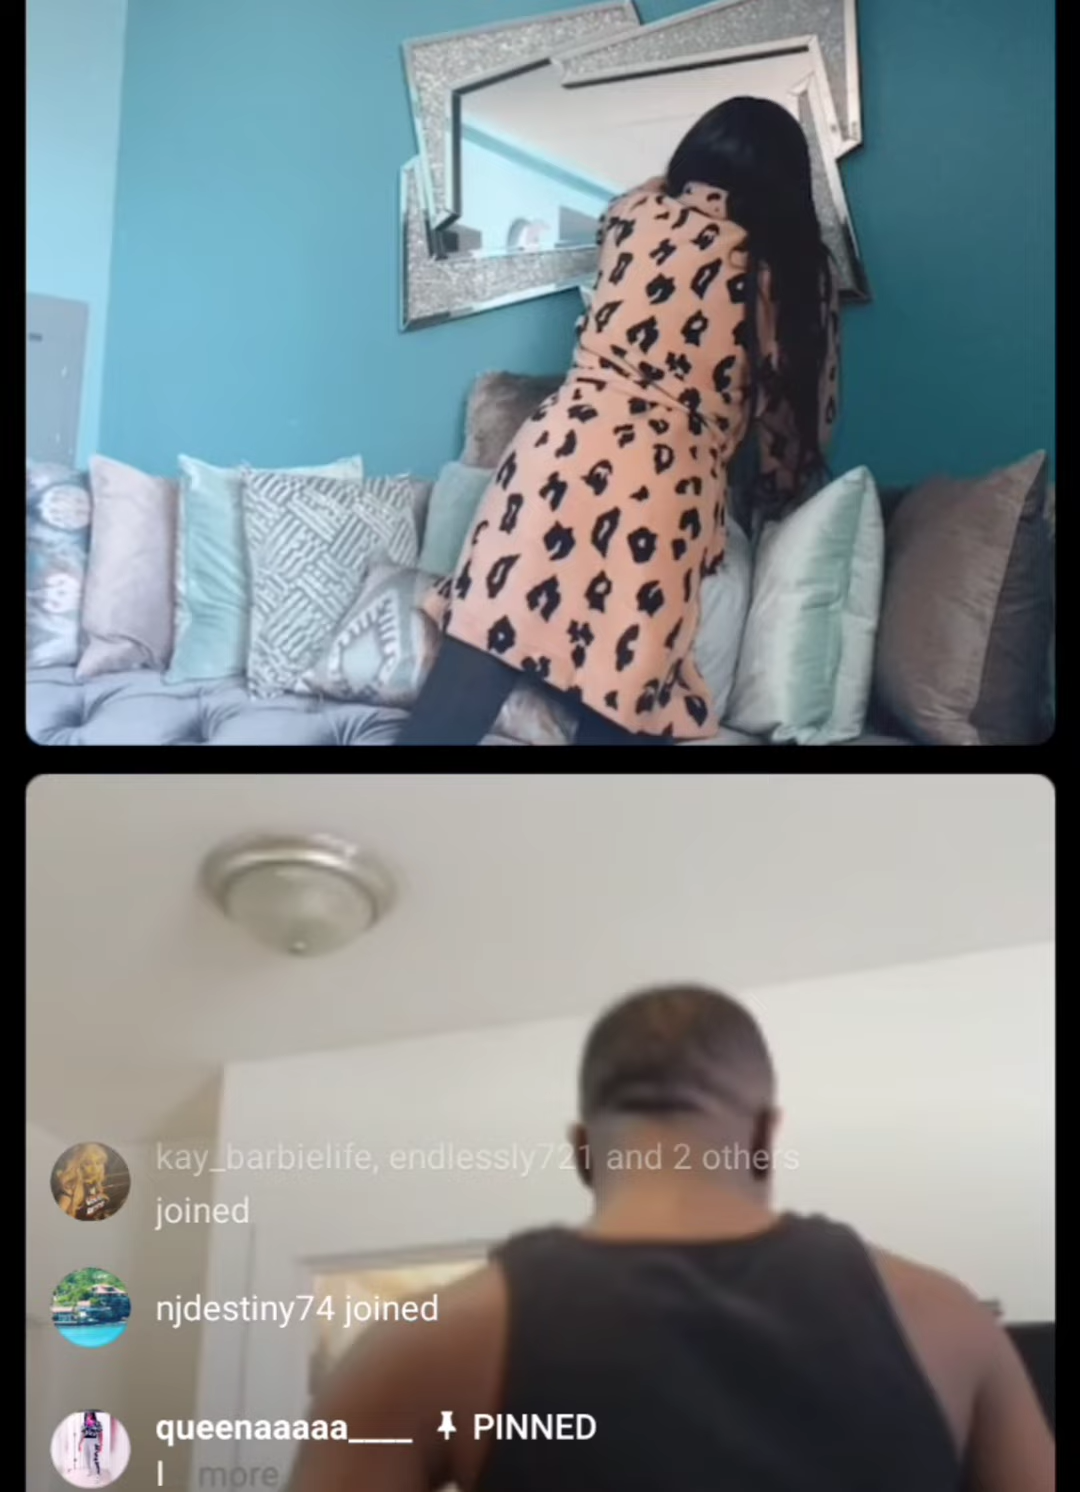 kay_barbielife, endlessly721 and 2 others
joined
njdestiny74 joined
queenaaaaa____ PINNED
I more